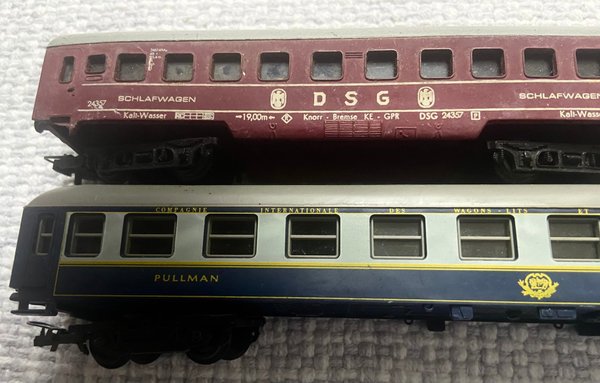 SCHLAFWAGEN D S G SCHLAFWAGEN
24357
Kalt-Wasser 19,00m Knorr - Bremse KE - GPR DSG 24357 Kalt-Wass
COMPAGNIE INTERNATIONALE DES WAGONS-LITS ET
PULLMAN